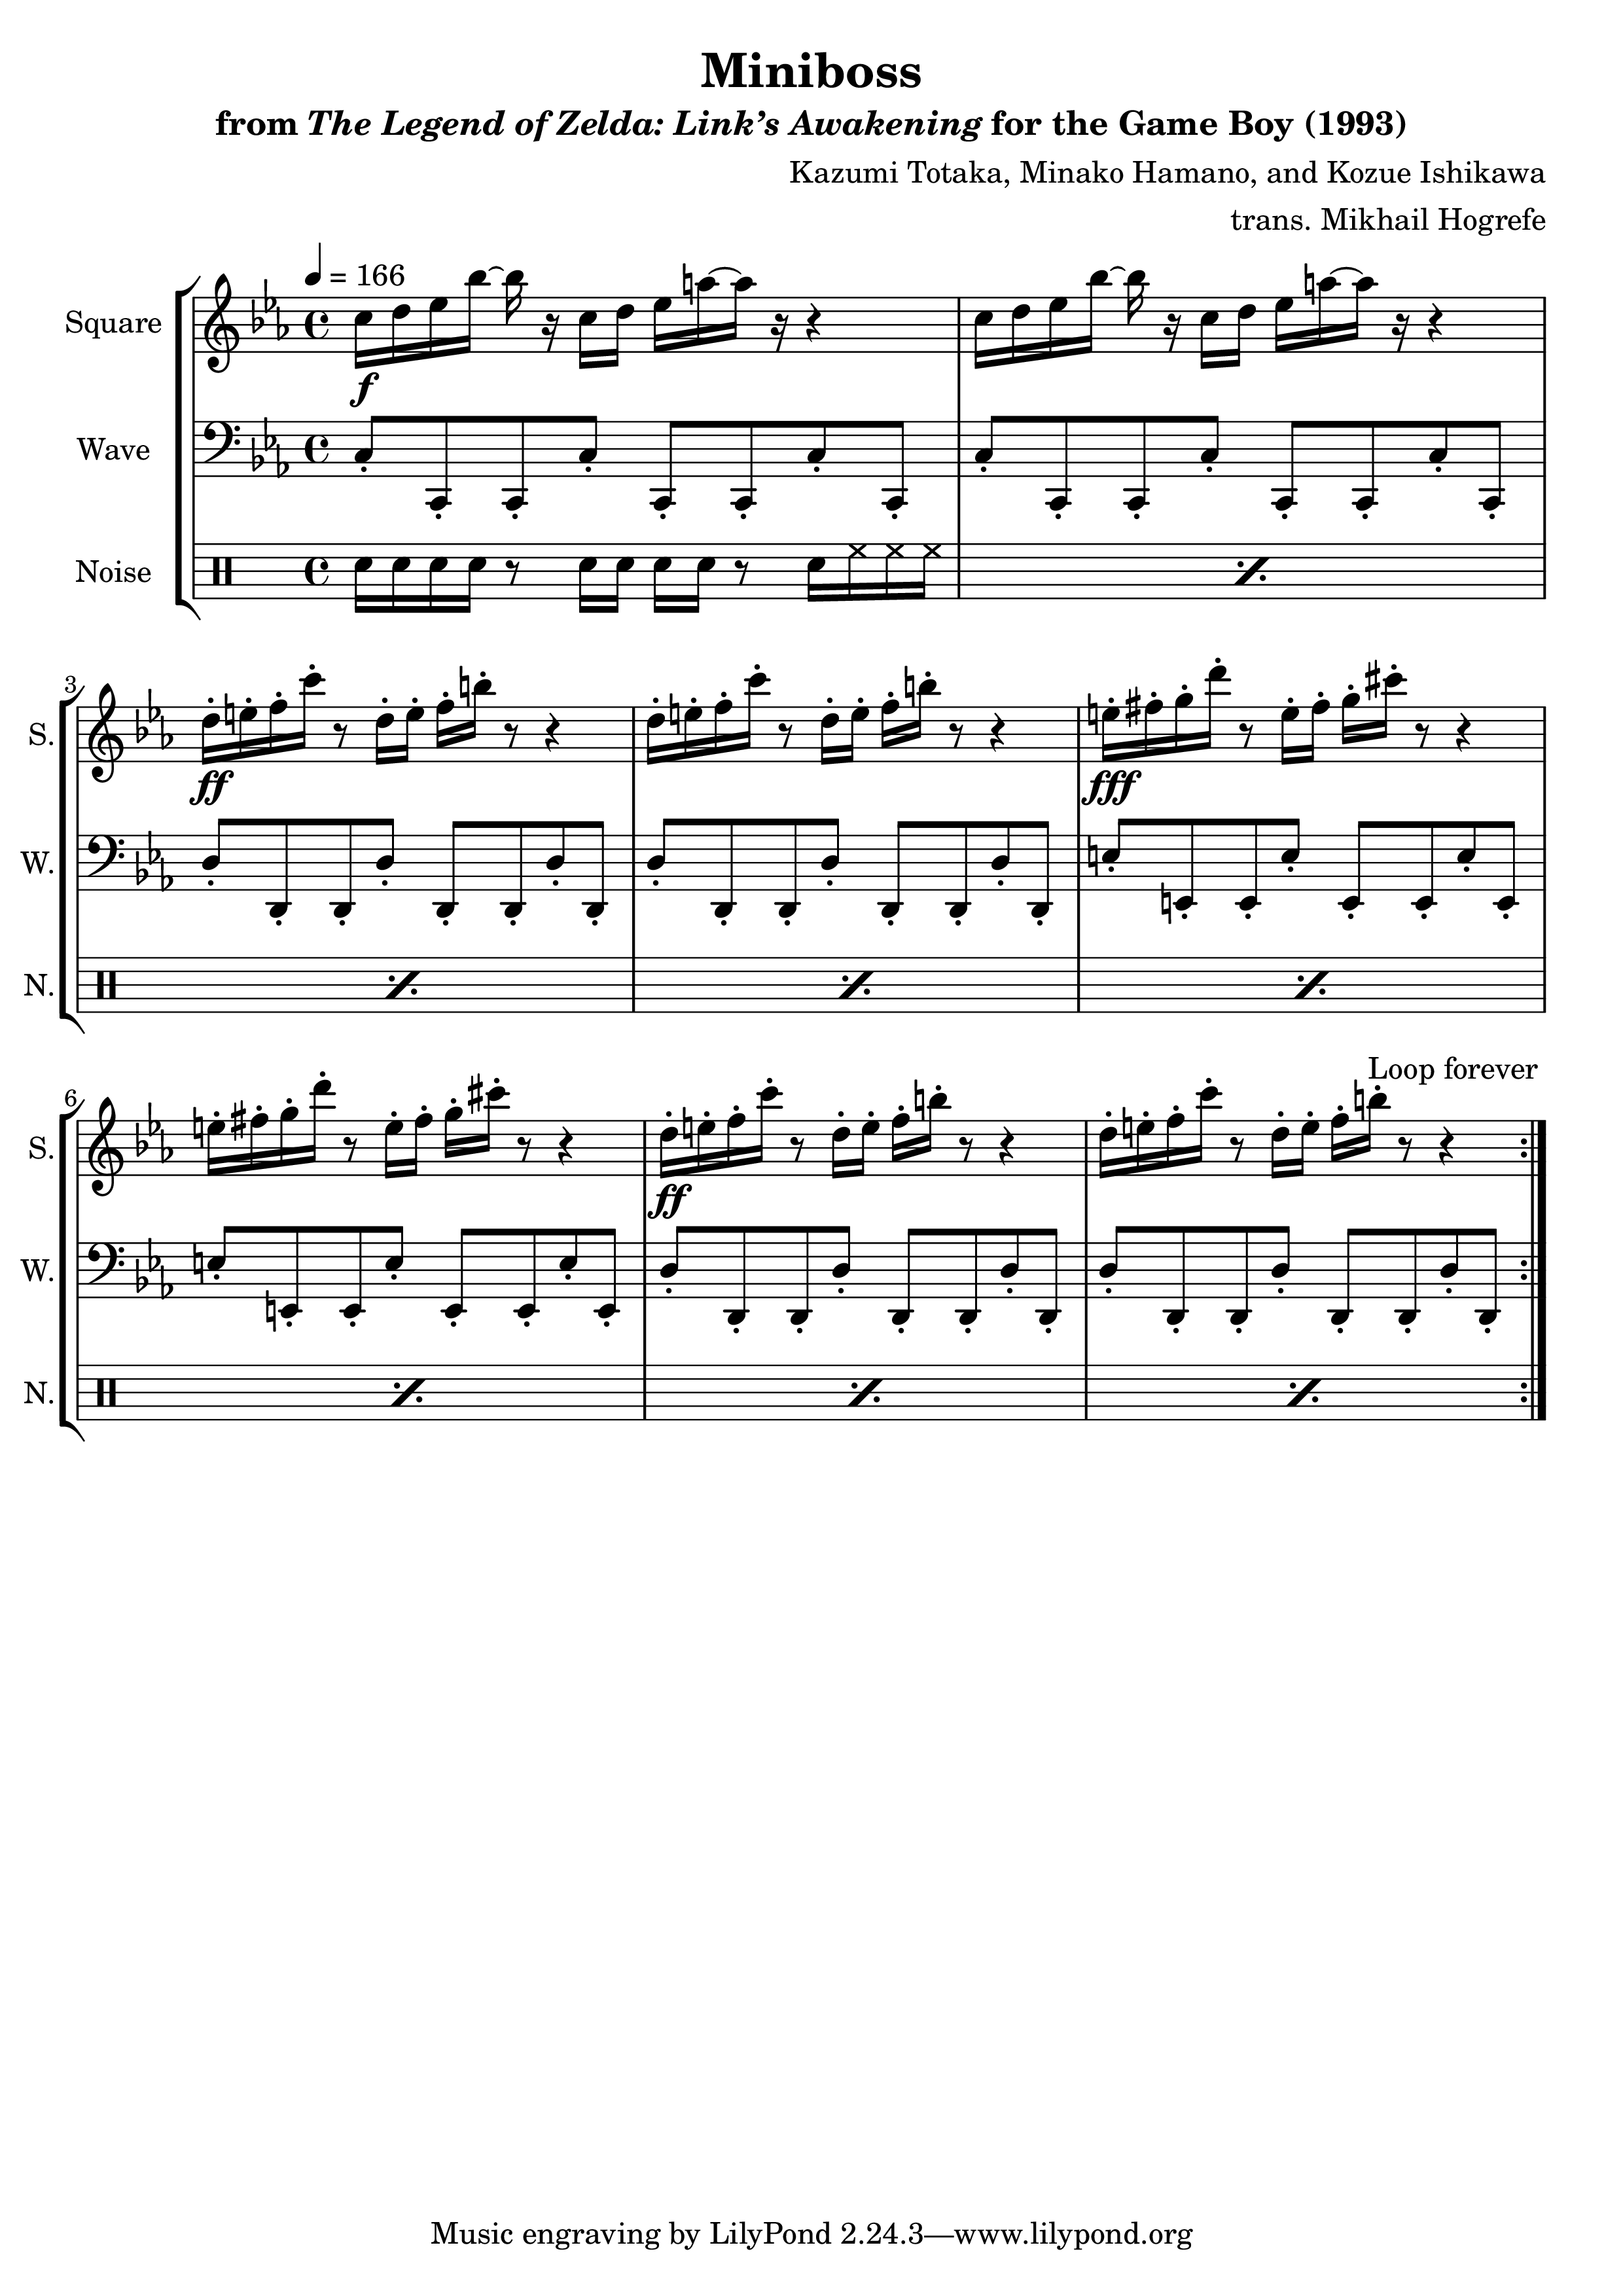 Miniboss
from The Legend of Zelda: Link’s Awakening for the Game Boy (1993)
Kazumi Totaka, Minako Hamano, and Kozue Ishikawa
trans. Mikhail Hogrefe
= 166
Square
f
Wave
Noise
3
S.
ff
fff
W.
N.
Loop forever
6
S.
ff
W.
N.
Music engraving by LilyPond 2.24.3—www.lilypond.org